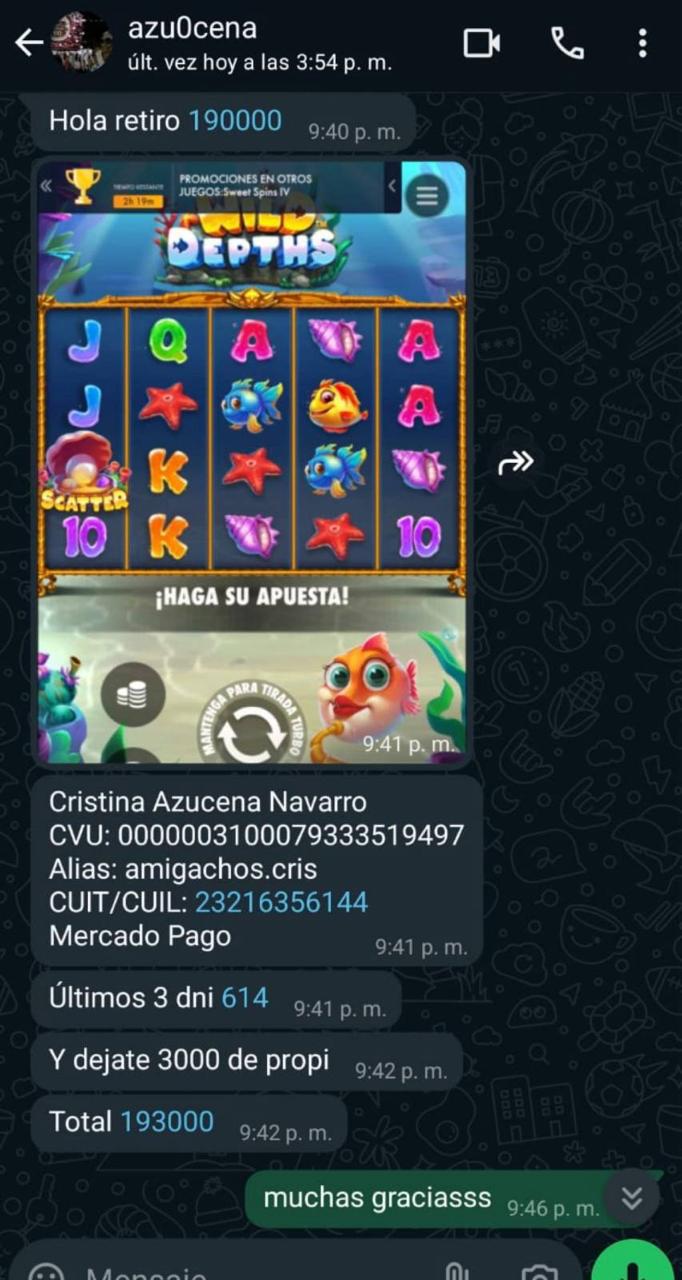 azu0cena
últ. vez hoy a las 3:54 p. m.
Hola retiro 190000 9:40 p. m.
TIEMPO RESTANTE
2h 19m
PROMOCIONES EN OTROS
JUEGOS:Sweet Spins IV
WILD
DEPTHS
J Q A A
J A
K
SCATTER
10 K 10
¡HAGA SU APUESTA!
MANTENGA PARA TIRADA TURBO
9:41 p. m.
Cristina Azucena Navarro
CVU: 0000003100079333519497
Alias: amigachos.cris
CUIT/CUIL: 23216356144
Mercado Pago 9:41 p. m.
Últimos 3 dni 614 9:41 p. m.
Y dejate 3000 de propi 9:42 p. m.
Total 193000 9:42 p. m.
muchas graciasss 9:46 p. m.
Mensaje